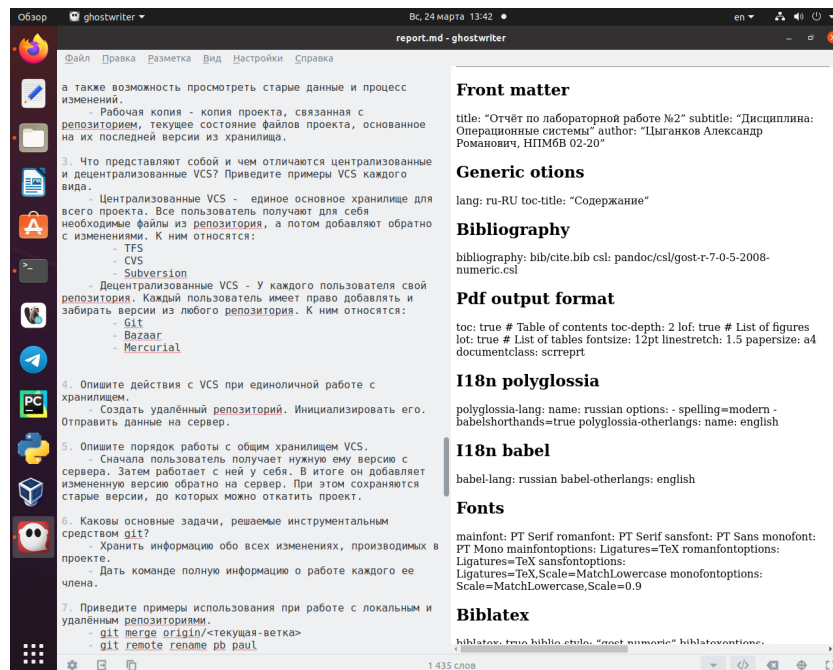 Обзор
ghostwriter
Вс, 24 марта 13:42
en
report.md - ghostwriter
Файл Правка Разметка Вид Настройки Справка
а также возможность просмотреть старые данные и процесс
изменений.
- Рабочая копия - копия проекта, связанная с
репозиторием, текущее состояние файлов проекта, основанное
на их последней версии из хранилища.
3. Что представляют собой и чем отличаются централизованные
и децентрализованные VCS? Приведите примеры VCS каждого
вида.
- Централизованные VCS - единое основное хранилище для
всего проекта. Все пользователь получают для себя
необходимые файлы из репозитория, а потом добавляют обратно
с изменениями. К ним относятся:
- TFS
- CVS
- Subversion
- Децентрализованные VCS - У каждого пользователя свой
репозитория. Каждый пользователь имеет право добавлять и
забирать версии из любого репозитория. К ним относятся:
- Git
- Bazaar
- Mercurial
4. Опишите действия с VCS при единоличной работе с
хранилищем.
- Создать удалённый репозиторий. Инициализировать его.
Отправить данные на сервер.
5. Опишите порядок работы с общим хранилищем VCS.
- Сначала пользователь получает нужную ему версию с
сервера. Затем работает с ней у себя. В итоге он добавляет
измененную версию обратно на сервер. При этом сохраняются
старые версии, до которых можно откатить проект.
6. Каковы основные задачи, решаемые инструментальным
средством git?
- Хранить информацию обо всех изменениях, производимых в
проекте.
- Дать команде полную информацию о работе каждого ее
члена.
7. Приведите примеры использования при работе с локальным и
удалённым репозиториями.
- git merge origin/<текущая-ветка>
- git remote rename pb paul
Front matter
title: “Отчёт по лабораторной работе №2” subtitle: “Дисциплина:
Операционные системы” author: “Цыганков Александр
Романович, НПМбВ 02-20”
Generic otions
lang: ru-RU toc-title: “Содержание”
Bibliography
bibliography: bib/cite.bib csl: pandoc/csl/gost-r-7-0-5-2008-
numeric.csl
Pdf output format
toc: true # Table of contents toc-depth: 2 lof: true # List of figures
lot: true # List of tables fontsize: 12pt linestretch: 1.5 papersize: a4
documentclass: scrreprt
I18n polyglossia
polyglossia-lang: name: russian options: - spelling=modern -
babelshorthands=true polyglossia-otherlangs: name: english
I18n babel
babel-lang: russian babel-otherlangs: english
Fonts
mainfont: PT Serif romanfont: PT Serif sansfont: PT Sans monofont:
PT Mono mainfontoptions: Ligatures=TeX romanfontoptions:
Ligatures=TeX sansfontoptions:
Ligatures=TeX,Scale=MatchLowercase monofontoptions:
Scale=MatchLowercase,Scale=0.9
Biblatex
biblatex: true biblio-style: “gost-numeric” biblatexoptions:
1 435 слов